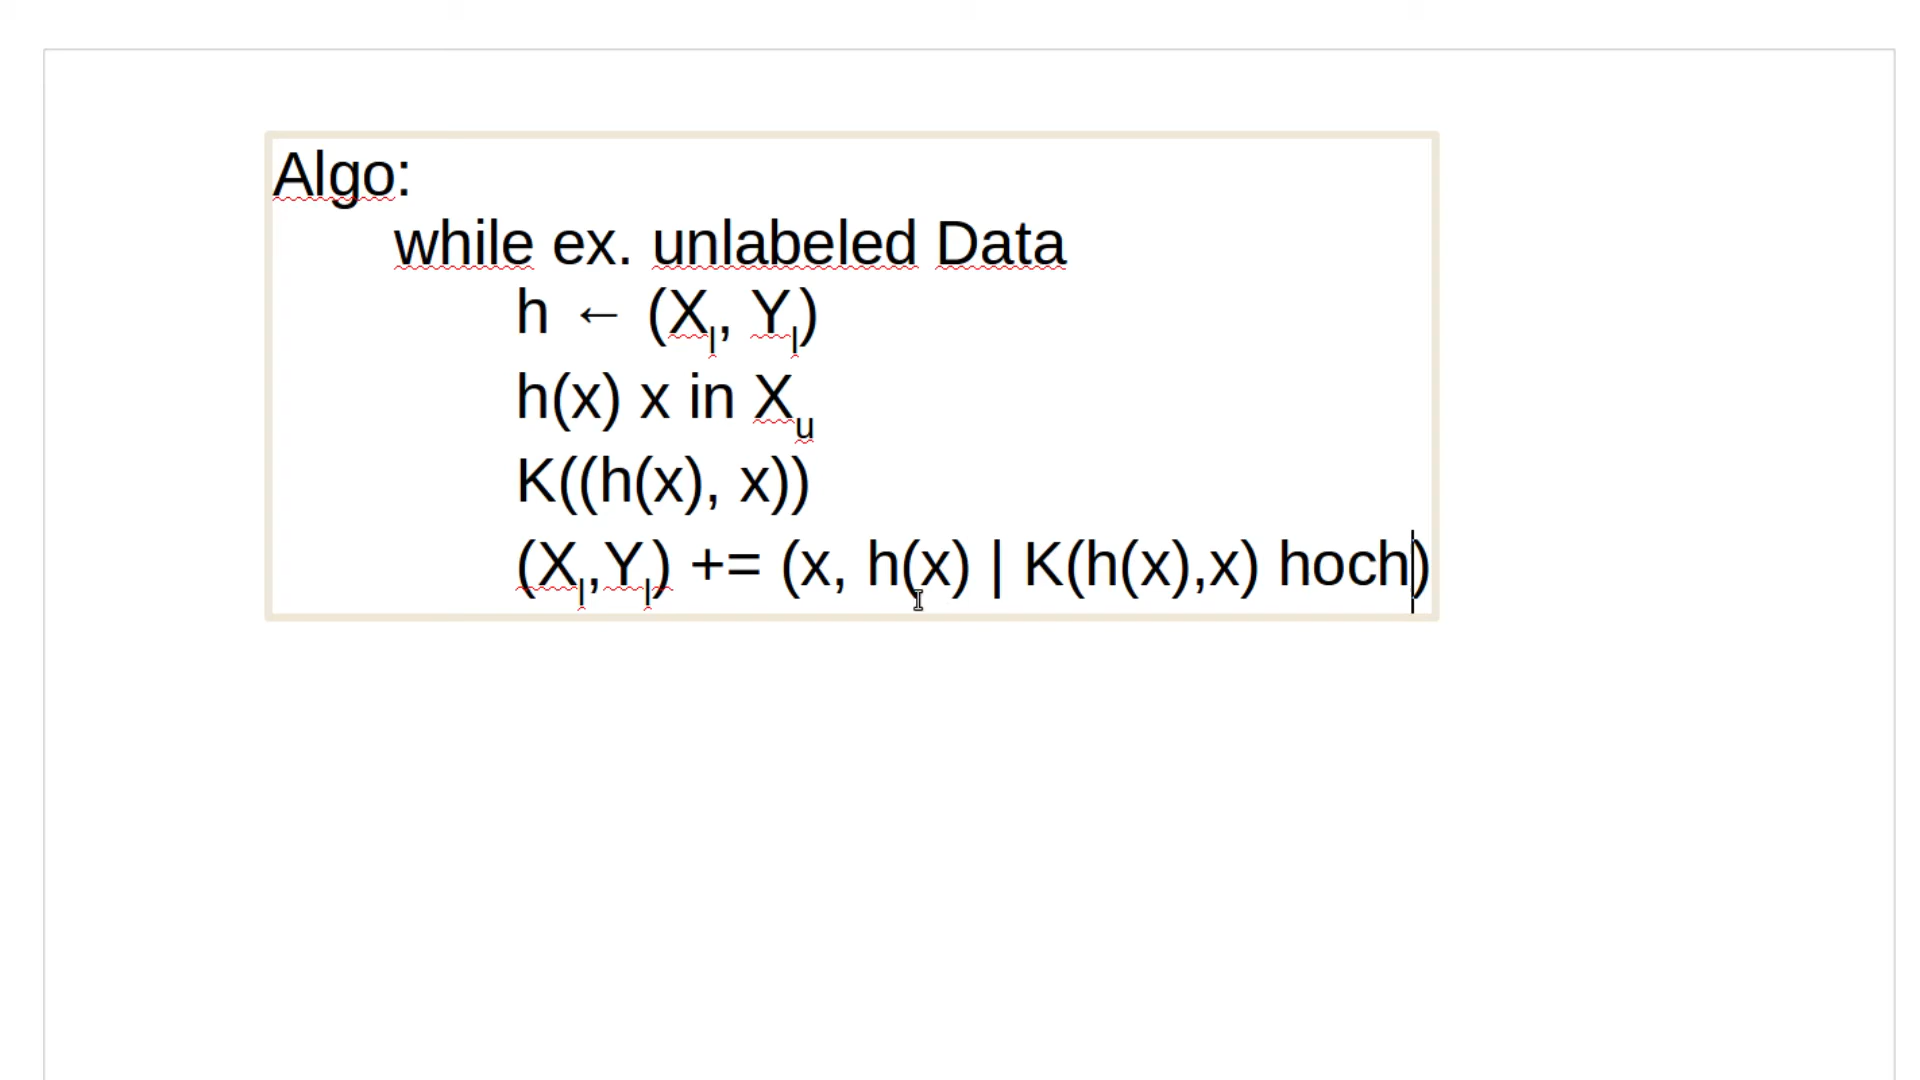 Algo:
while ex. unlabeled Data
h ← (Xl, Yl)
h(x) x in Xu
K((h(x), x))
(Xl,Yl) += (x, h(x) | K(h(x),x) hoch)